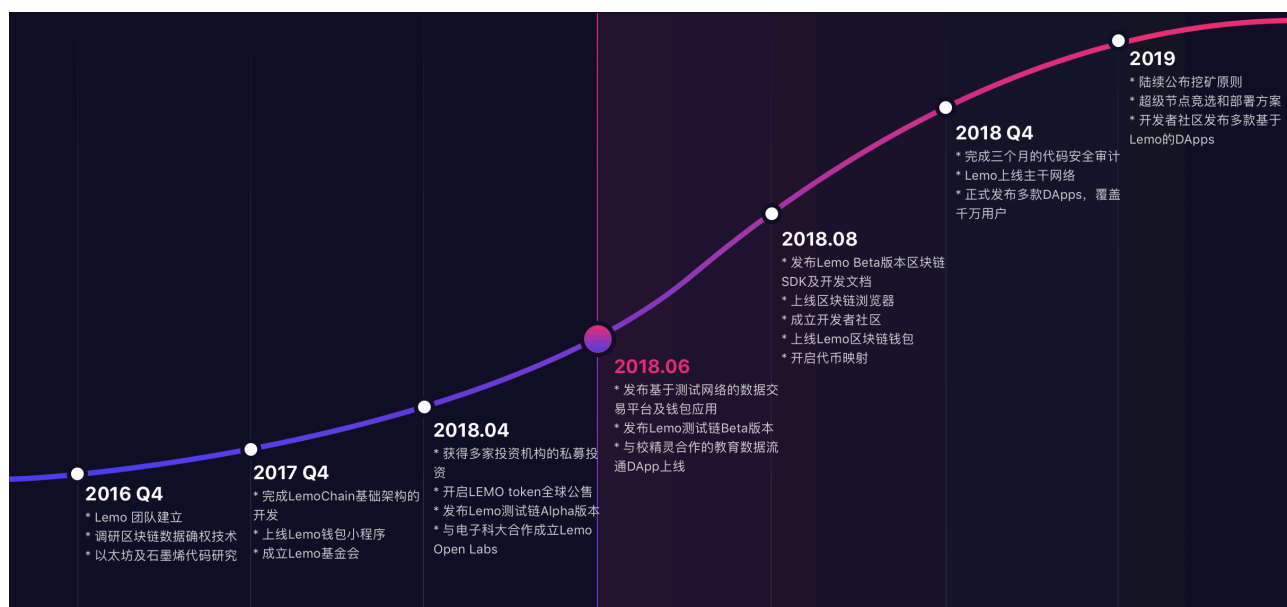 2016 Q4
* Lemo 团队建立
* 调研区块链数据确权技术
* 以太坊及石墨烯代码研究
2017 Q4
* 完成LemoChain基础架构的
开发
* 上线Lemo钱包小程序
* 成立Lemo基金会
2018.04
* 获得多家投资机构的私募投
资
* 开启LEMO token全球公售
* 发布Lemo测试链Alpha版本
* 与电子科大合作成立Lemo
Open Labs
2018.06
* 发布基于测试网络的数据交
易平台及钱包应用
* 发布Lemo测试链Beta版本
* 与校精灵合作的教育数据流
通DApp上线
2018.08
* 发布Lemo Beta版本区块链
SDK及开发文档
* 上线区块链浏览器
* 成立开发者社区
* 上线Lemo区块链钱包
* 开启代币映射
2018 Q4
* 完成三个月的代码安全审计
* Lemo上线主干网络
* 正式发布多款DApps，覆盖
千万用户
2019
* 陆续公布挖矿原则
* 超级节点竞选和部署方案
* 开发者社区发布多款基于
Lemo的DApps